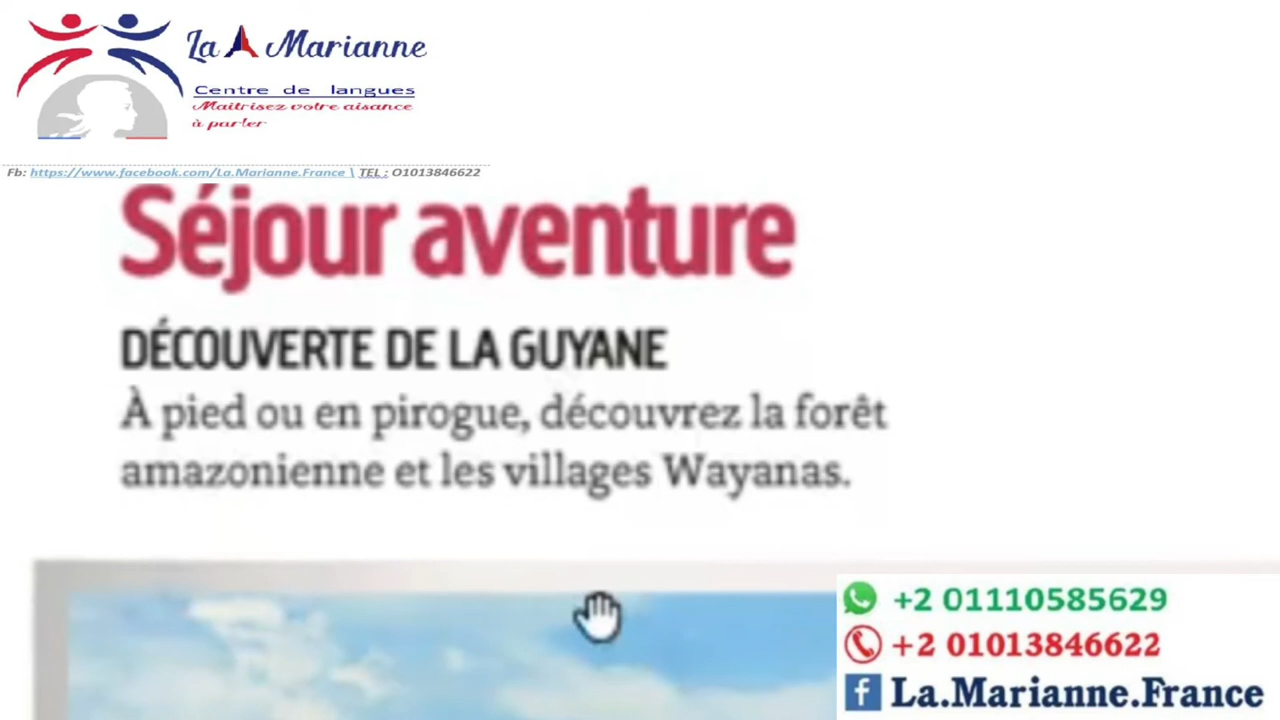 La Marianne
Centre de langues
Maîtrisez votre aisance
à parler
Fb: https://www.facebook.com/La.Marianne.France \ TEL : O1013846622
Séjour aventure
DÉCOUVERTE DE LA GUYANE
À pied ou en pirogue, découvrez la forêt
amazonienne et les villages Wayanas.
+2 01110585629
+2 01013846622
La.Marianne.France